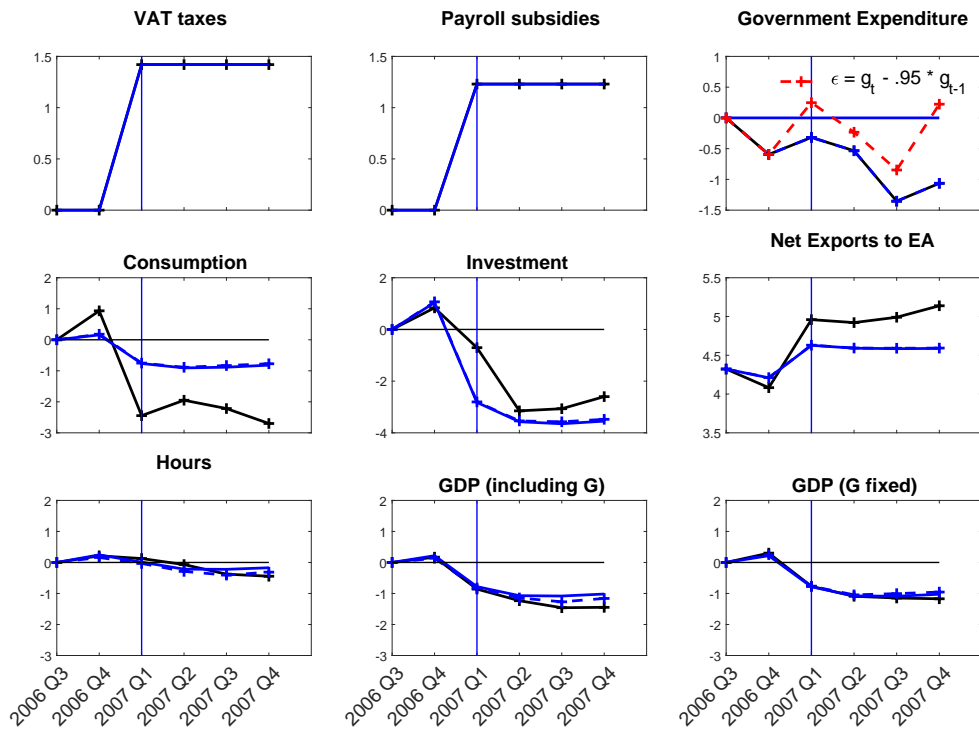 VAT taxes
1.5
1
0.5
0
Payroll subsidies
1.5
1
0.5
0
Government Expenditure
1
0.5
0
-0.5
-1
-1.5
ϵ = g_t - .95 * g_{t-1}
Consumption
2
1
0
-1
-2
-3
Investment
2
0
-2
-4
Net Exports to EA
5.5
5
4.5
4
3.5
Hours
2
1
0
-1
-2
-3
2006 Q3
2006 Q4
2007 Q1
2007 Q2
2007 Q3
2007 Q4
GDP (including G)
2
1
0
-1
-2
-3
2006 Q3
2006 Q4
2007 Q1
2007 Q2
2007 Q3
2007 Q4
GDP (G fixed)
2
1
0
-1
-2
-3
2006 Q3
2006 Q4
2007 Q1
2007 Q2
2007 Q3
2007 Q4